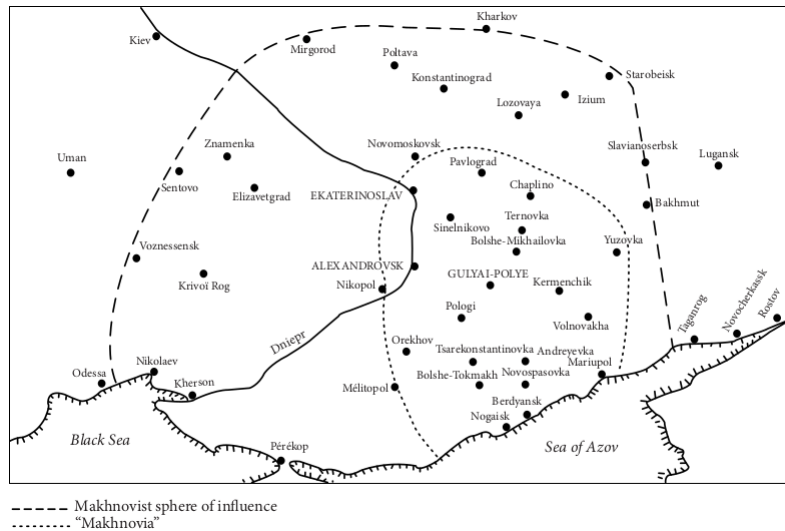 Kharkov
Kiev
Mirgorod
Poltava
Konstantinograd
Starobeisk
Izium
Lozovaya
Znamenka
Novomoskovsk
Slavianoserbsk
Uman
Pavlograd
Lugansk
Sentovo
Elizavetgrad
EKATERINOSLAV
Chaplino
Bakhmut
Sinelnikovo
Ternovka
Bolshe-Mikhailovka
Yuzovka
Voznessensk
ALEXANDROVSK
GULYAI-POLYE
Krivoï Rog
Nikopol
Kermenchik
Pologi
Volnovakha
Taganrog
Novocherkassk
Rostov
Dniepr
Orekhov
Tsarekonstantinovka
Andreyevka
Mariupol
Odessa
Nikolaev
Kherson
Mélitopol
Bolshe-Tokmakh
Novospasovka
Berdyansk
Nogaisk
Black Sea
Pérékop
Sea of Azov
Makhnovist sphere of influence
“Makhnovia”